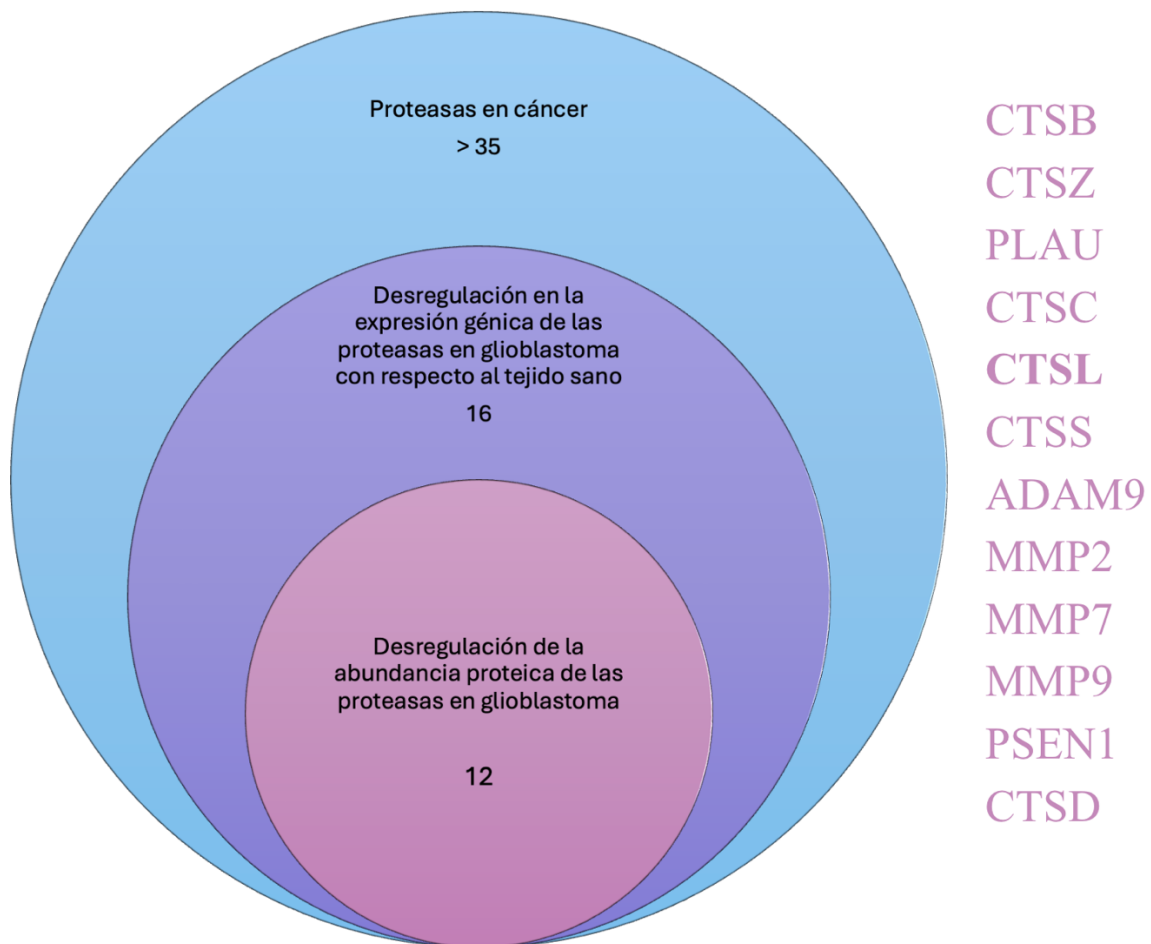 Proteasas en cáncer
> 35
Desregulación en la
expresión génica de las
proteasas en glioblastoma
con respecto al tejido sano
16
Desregulación de la
abundancia proteica de las
proteasas en glioblastoma
12
CTSB
CTSZ
PLAU
CTSC
CTSL
CTSS
ADAM9
MMP2
MMP7
MMP9
PSEN1
CTSD